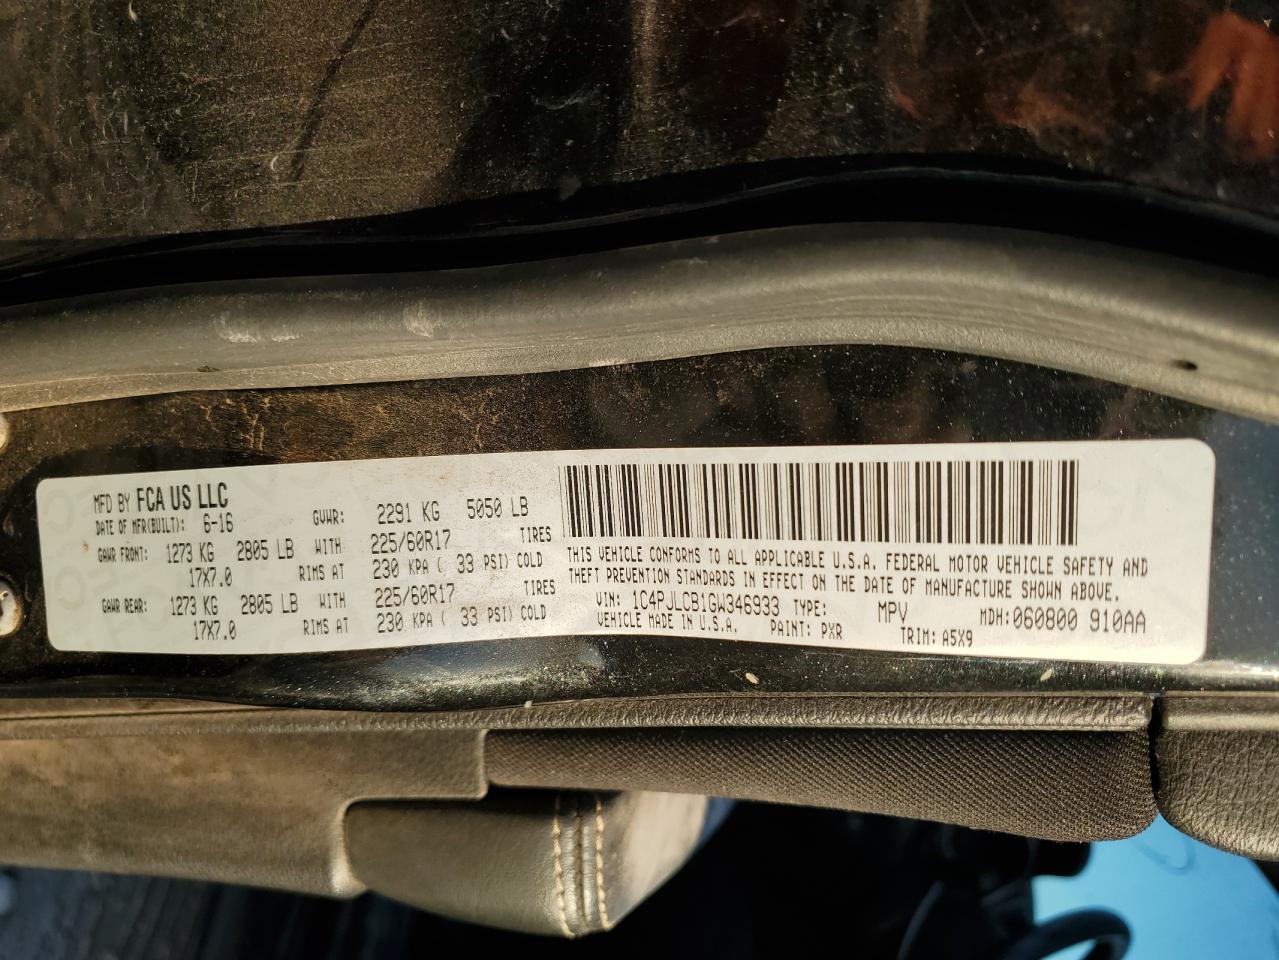 MFD BY FCA US LLC
DATE OF MFR(BUILT): 6-16 GVWR: 2291 KG 5050 LB
GAWR FRONT: 1273 KG 2805 LB WITH 225/60R17 TIRES
17X7.0 RIMS AT 230 KPA ( 33 PSI) COLD
GAWR REAR: 1273 KG 2805 LB WITH 225/60R17 TIRES
17X7.0 RIMS AT 230 KPA ( 33 PSI) COLD
THIS VEHICLE CONFORMS TO ALL APPLICABLE U.S.A. FEDERAL MOTOR VEHICLE SAFETY AND
THEFT PREVENTION STANDARDS IN EFFECT ON THE DATE OF MANUFACTURE SHOWN ABOVE.
VIN: 1C4PJLCB1GW346933 TYPE: MPV MDH: 060800 910AA
VEHICLE MADE IN U.S.A. PAINT: PXR TRIM: A5X9